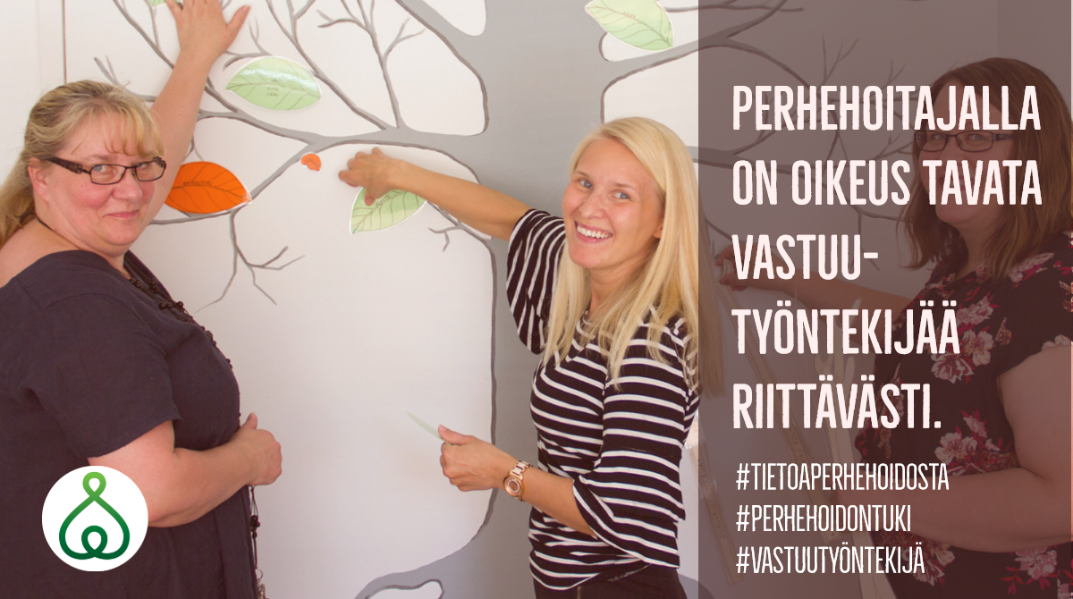 PERHEHOITAJALLA
ON OIKEUS TAVATA
VASTUU-
TYÖNTEKIJÄÄ
RIITTÄVÄSTI.
#TIETOAPERHEHOIDOSTA
#PERHEHOIDONTUKI
#VASTUUTYÖNTEKIJÄ